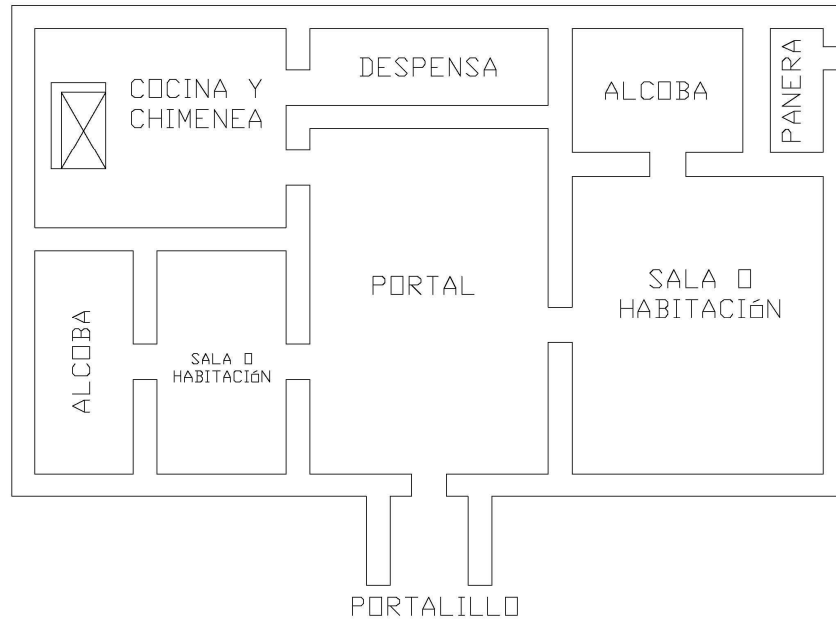 COCINA Y
CHIMENEA
DESPENSA
ALCOBA
PANERA
PORTAL
SALA O
HABITACIóN
ALCOBA
SALA O
HABITACIóN
PORTALILLO